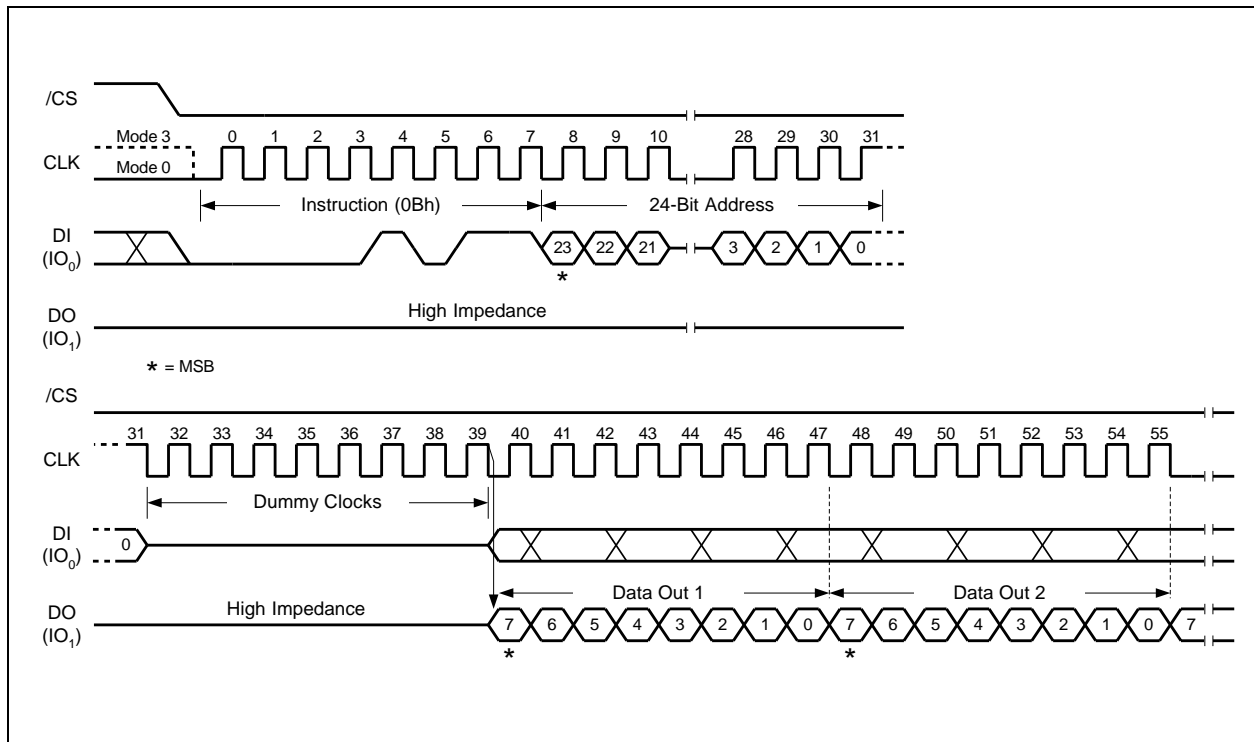 /CS
Mode 3
0 1 2 3 4 5 6 7 8 9 10 28 29 30 31
CLK
Mode 0
Instruction (0Bh)
24-Bit Address
DI
(IO0)
23 22 21 3 2 1 0
*
High Impedance
DO
(IO1)
* = MSB
/CS
31 32 33 34 35 36 37 38 39 40 41 42 43 44 45 46 47 48 49 50 51 52 53 54 55
CLK
Dummy Clocks
DI
(IO0)
0
Data Out 1
Data Out 2
High Impedance
DO
(IO1)
7 6 5 4 3 2 1 0 7 6 5 4 3 2 1 0 7
* *